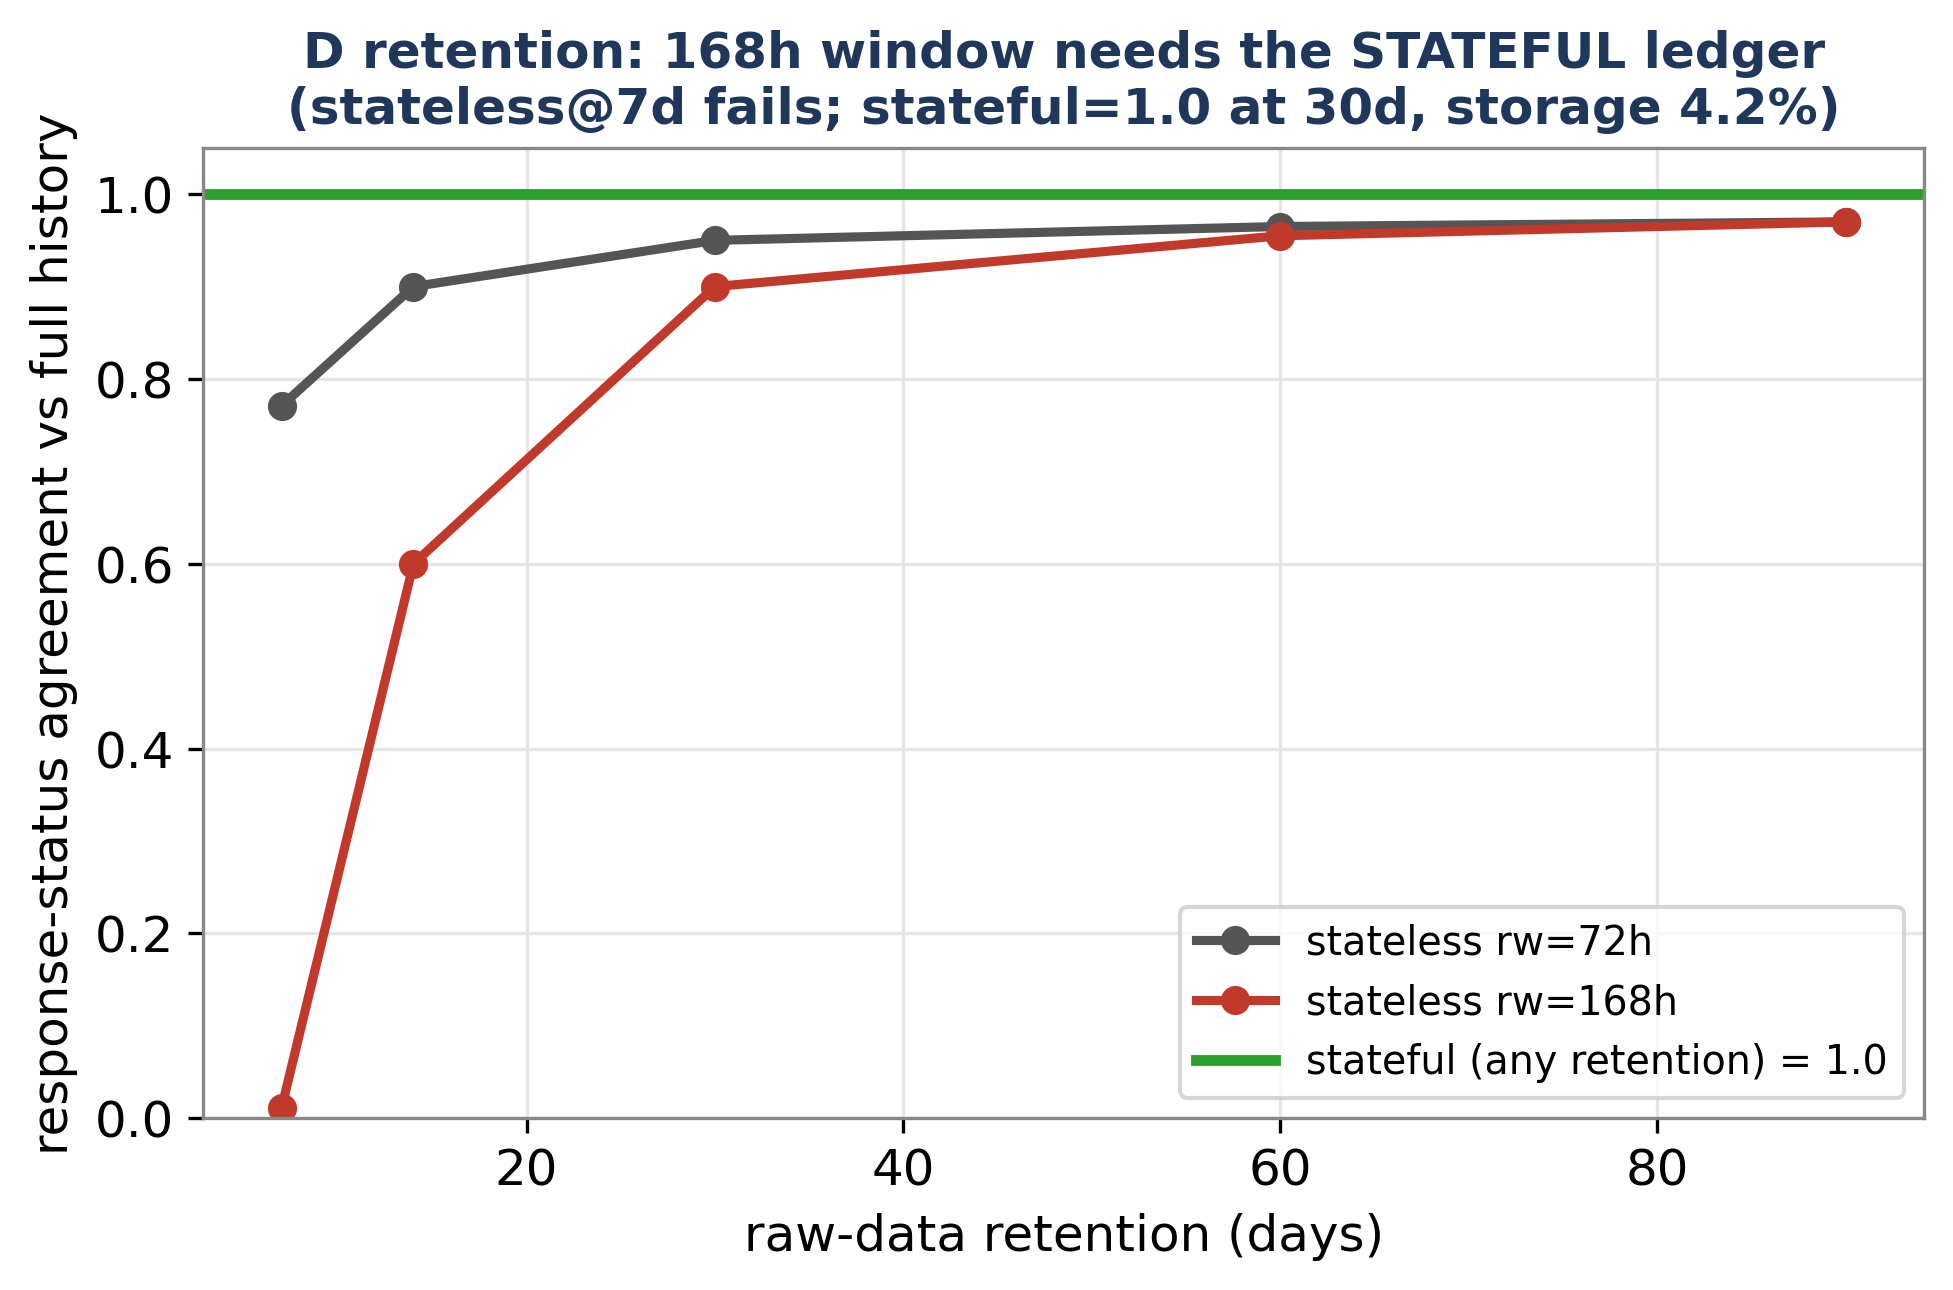 D retention: 168h window needs the STATEFUL ledger
(stateless@7d fails; stateful=1.0 at 30d, storage 4.2%)
response-status agreement vs full history
1.0
0.8
0.6
0.4
0.2
0.0
stateless rw=72h
stateless rw=168h
stateful (any retention) = 1.0
20 40 60 80
raw-data retention (days)